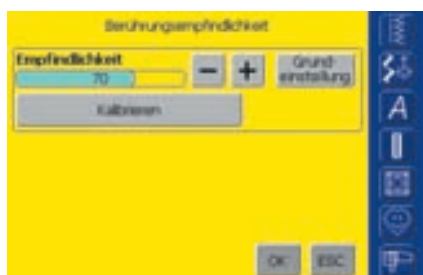 Berührungsempfindlichkeit
Empfindlichkeit
70
−
+
Grund-
einstellung
Kalibrieren
A
OK
ESC